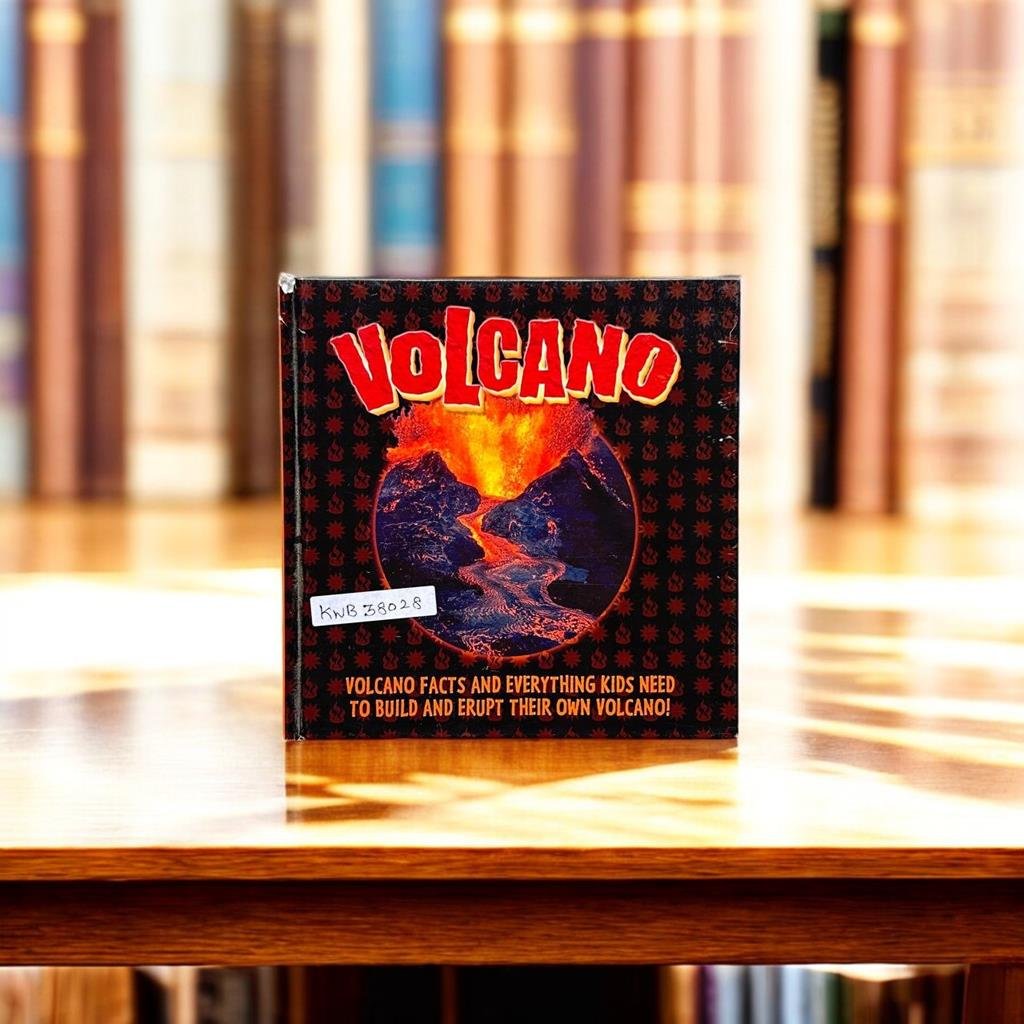 VOLCANO
KWB 38028
VOLCANO FACTS AND EVERYTHING KIDS NEED
TO BUILD AND ERUPT THEIR OWN VOLCANO!